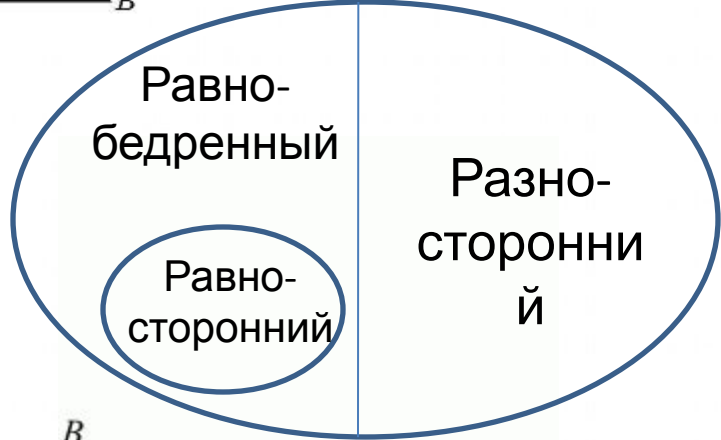 B
Равно-
бедренный
Разно-
сторонни
й
Равно-
сторонний
B